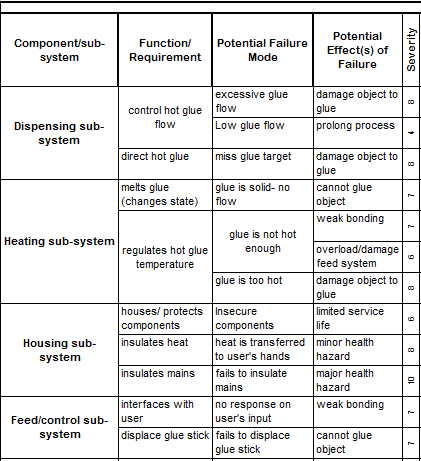 Component/sub-
system
Function/
Requirement
Potential Failure
Mode
Potential
Effect(s) of
Failure
Severity
Dispensing sub-
system
control hot glue
flow
excessive glue
flow
damage object to
glue
8
Low glue flow
prolong process
4
direct hot glue
miss glue target
damage object to
glue
8
Heating sub-system
melts glue
(changes state)
glue is solid- no
flow
cannot glue
object
7
regulates hot glue
temperature
glue is not hot
enough
weak bonding
7
overload/damage
feed system
6
glue is too hot
damage object to
glue
8
Housing sub-
system
houses/ protects
components
Insecure
components
limited service
life
6
insulates heat
heat is transferred
to user's hands
minor health
hazard
8
insulates mains
fails to insulate
mains
major health
hazard
10
Feed/control sub-
system
interfaces with
user
no response on
user's input
weak bonding
7
displace glue stick
fails to displace
glue stick
cannot glue
object
7